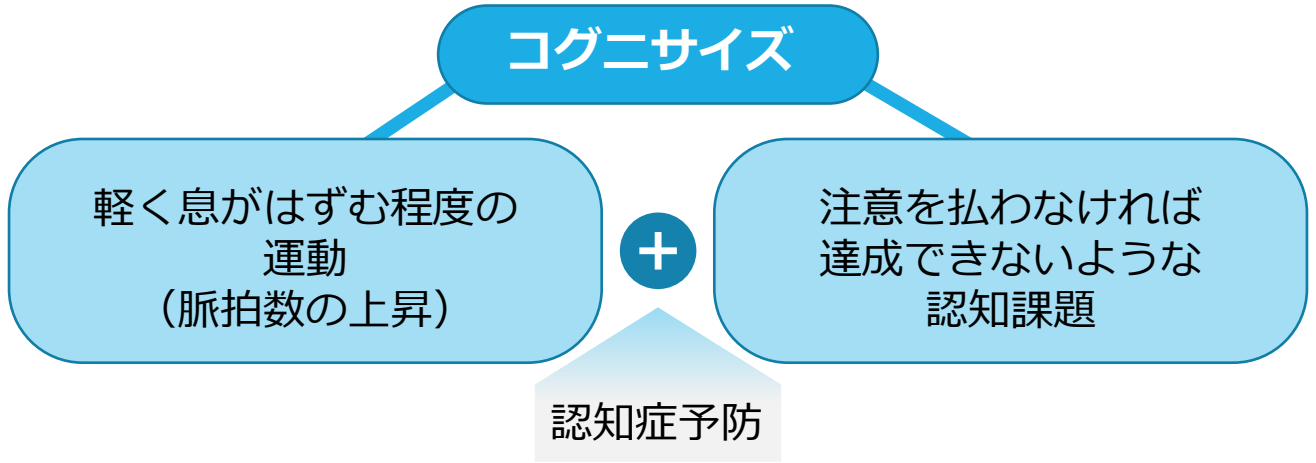 コグニサイズ
軽く息がはずむ程度の
運動
（脈拍数の上昇）
+
注意を払わなければ
達成できないような
認知課題
認知症予防